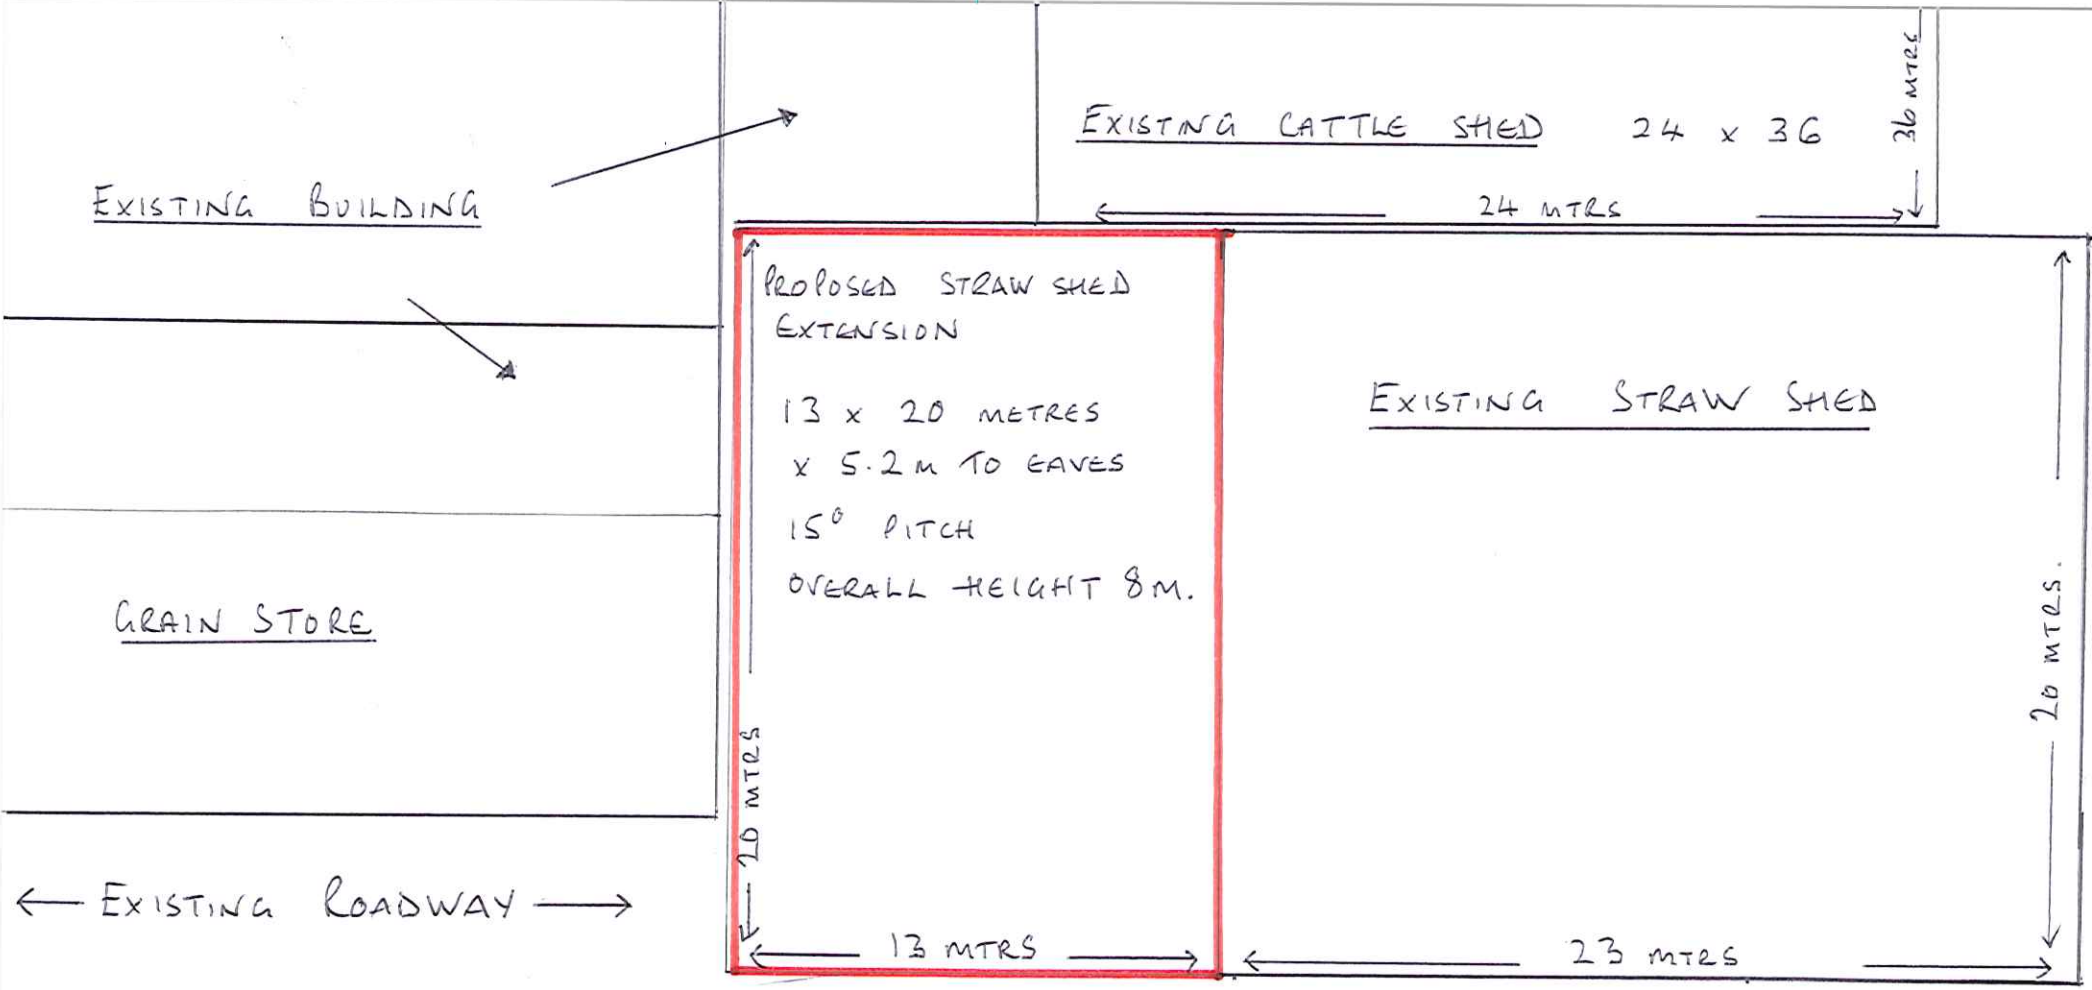 EXISTING BUILDING
EXISTNG CATTLE SHED 24 x 36
36 MTRS
24 MTRS
PROPOSED STRAW SHED
EXTENSION
13 x 20 METRES
x 5.2M TO EAVES
15° PITCH
OVERALL HEIGHT 8M.
20 MTRS
13 MTRS
EXISTING STRAW SHED
20 MTRS.
23 MTRS
GRAIN STORE
EXISTING ROADWAY